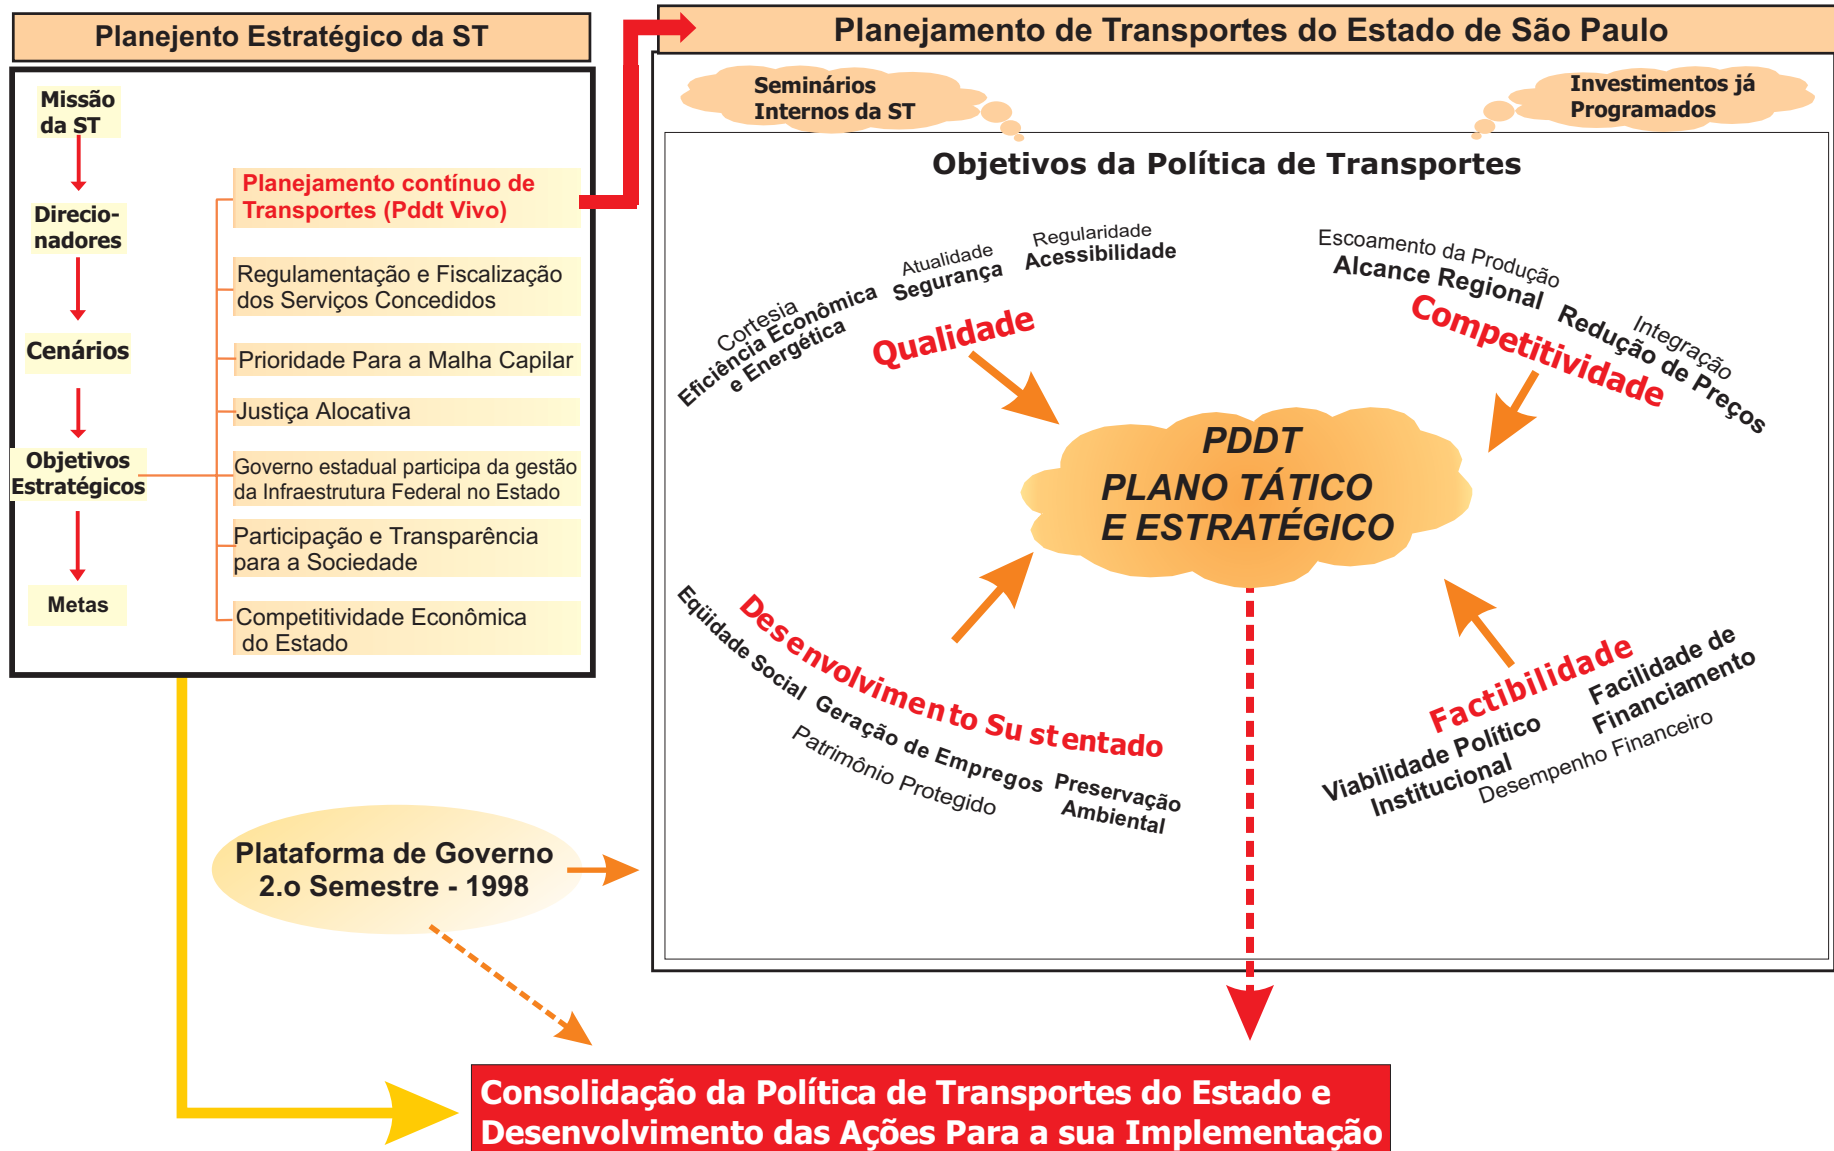 Planejento Estratégico da ST
Missão
da ST
Direcio-
nadores
Cenários
Objetivos
Estratégicos
Metas
Planejamento contínuo de
Transportes (Pddt Vivo)
Regulamentação e Fiscalização
dos Serviços Concedidos
Prioridade Para a Malha Capilar
Justiça Alocativa
Governo estadual participa da gestão
da Infraestrutura Federal no Estado
Participação e Transparência
para a Sociedade
Competitividade Econômica
do Estado
Planejamento de Transportes do Estado de São Paulo
Seminários
Internos da ST
Investimentos já
Programados
Objetivos da Política de Transportes
Cortesia
Eficiência Econômica
e Energética
Atualidade
Segurança
Regularidade
Acessibilidade
Qualidade
Escoamento da Produção
Alcance Regional
Integração
Redução de Preços
Competitividade
PDDT
PLANO TÁTICO
E ESTRATÉGICO
Desenvolvimento Sustentado
Eqüidade Social
Geração de Empregos
Patrimônio Protegido
Preservação
Ambiental
Factibilidade
Facilidade de
Financiamento
Viabilidade Político
Institucional
Desempenho Financeiro
Plataforma de Governo
2.o Semestre - 1998
Consolidação da Política de Transportes do Estado e
Desenvolvimento das Ações Para a sua Implementação